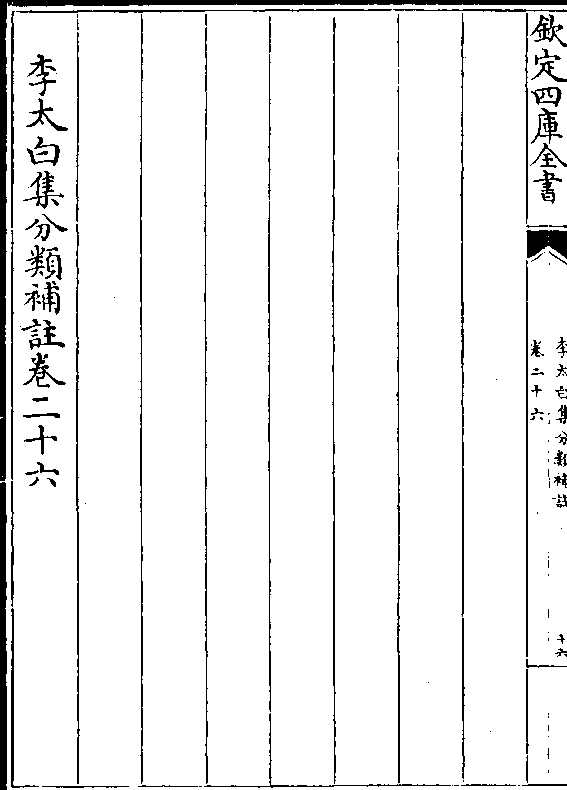 欽定四庫全書
李太白集分類補註
卷二十六
十六
李太白集分類補註卷二十六